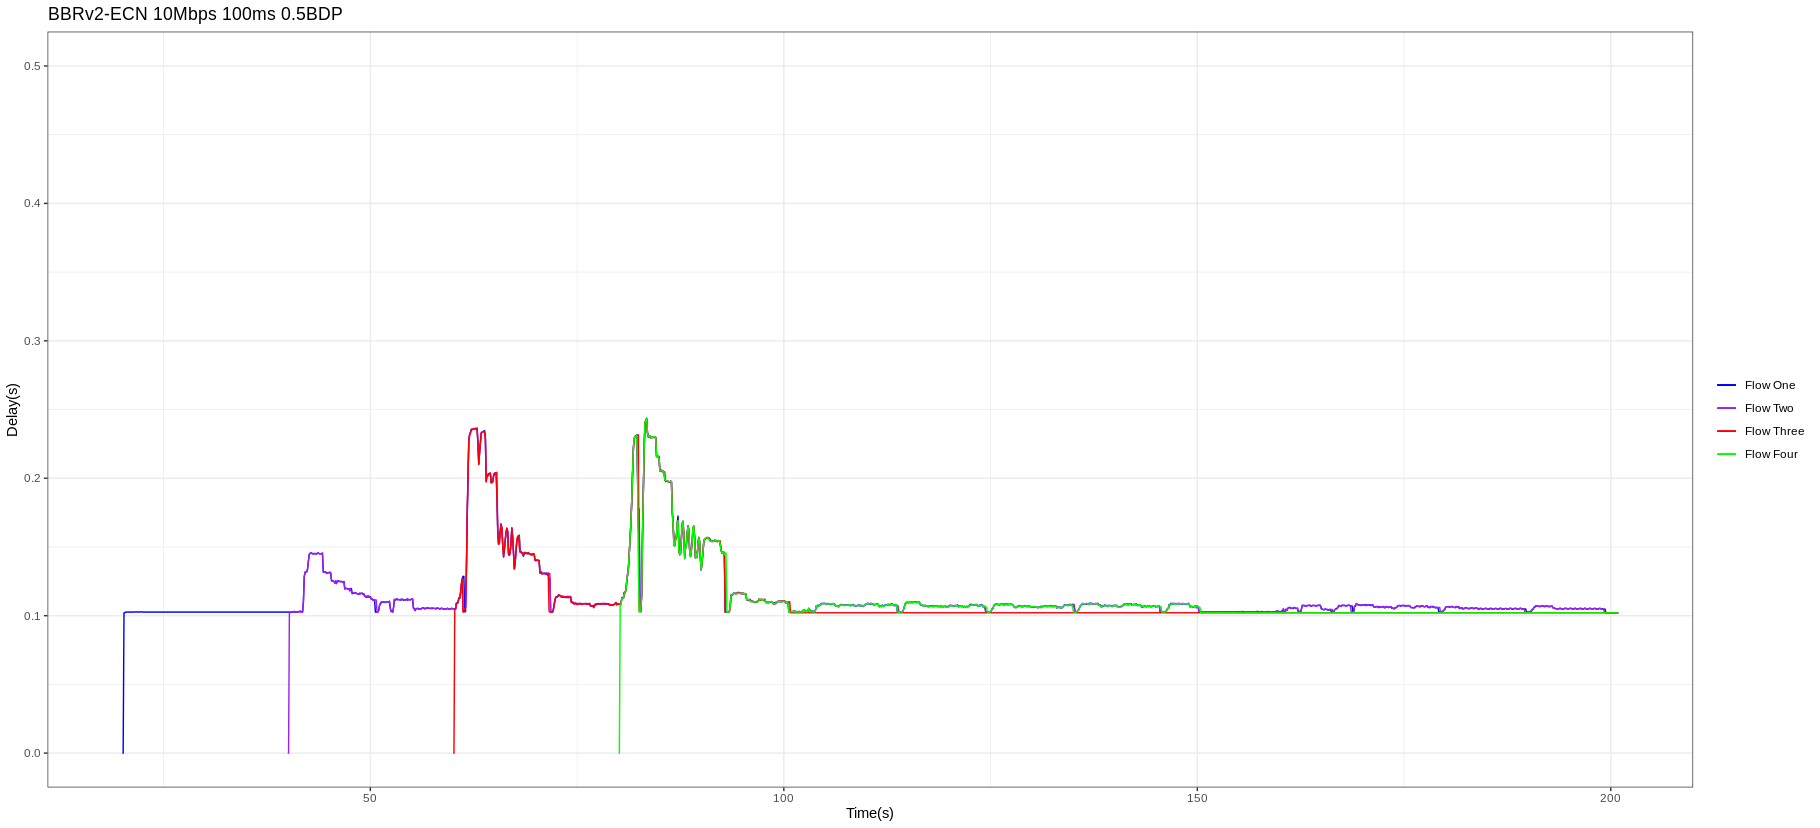 BBRv2-ECN 10Mbps 100ms 0.5BDP
Delay(s)
0.5
0.4
0.3
0.2
0.1
0.0
50
100
150
200
Time(s)
Flow One
Flow Two
Flow Three
Flow Four